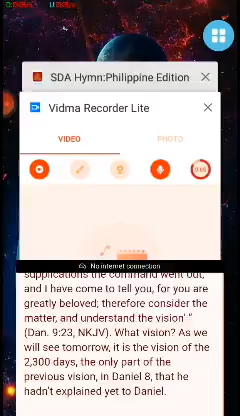 SDA Hymn:Philippine Edition
Vidma Recorder Lite
VIDEO
PHOTO
No internet connection
supplications the command went out,
and I have come to tell you, for you are
greatly beloved; therefore consider the
matter, and understand the vision' ”
(Dan. 9:23, NKJV). What vision? As we
will see tomorrow, it is the vision of the
2,300 days, the only part of the
previous vision, in Daniel 8, that he
hadn't explained yet to Daniel.